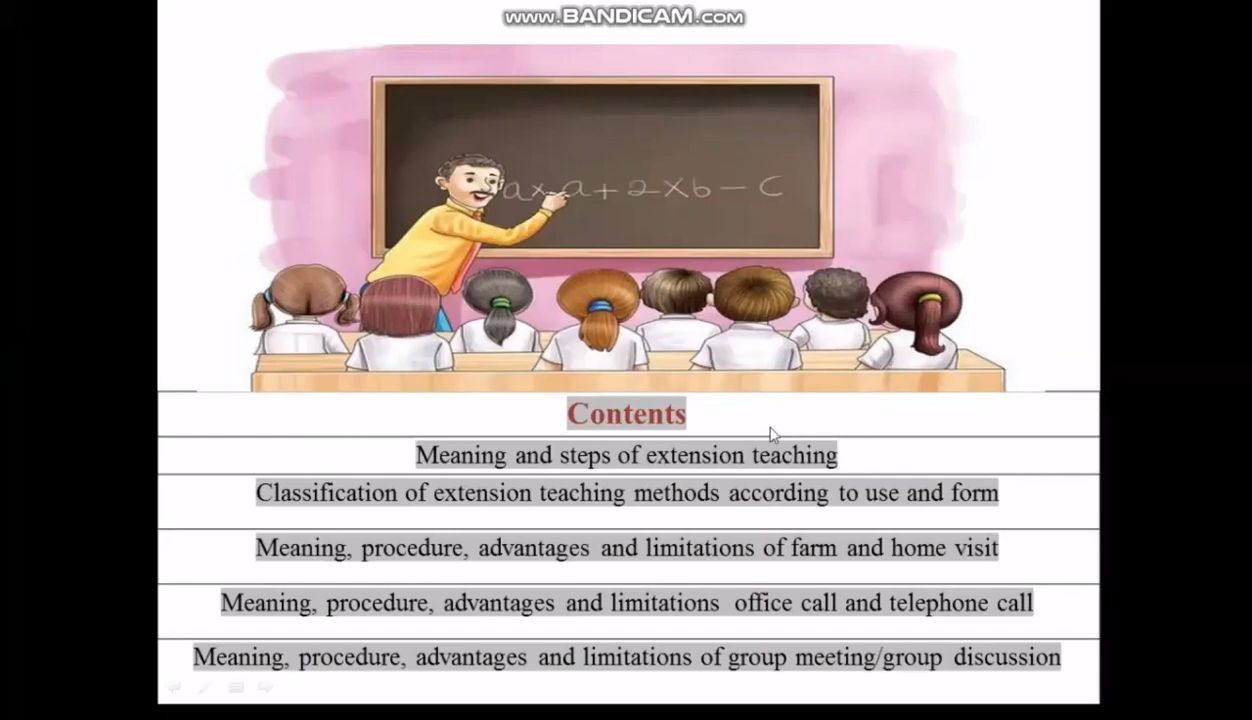 www.BANDICAM.com
ax a+2xb-c
Contents
Meaning and steps of extension teaching
Classification of extension teaching methods according to use and form
Meaning, procedure, advantages and limitations of farm and home visit
Meaning, procedure, advantages and limitations office call and telephone call
Meaning, procedure, advantages and limitations of group meeting/group discussion